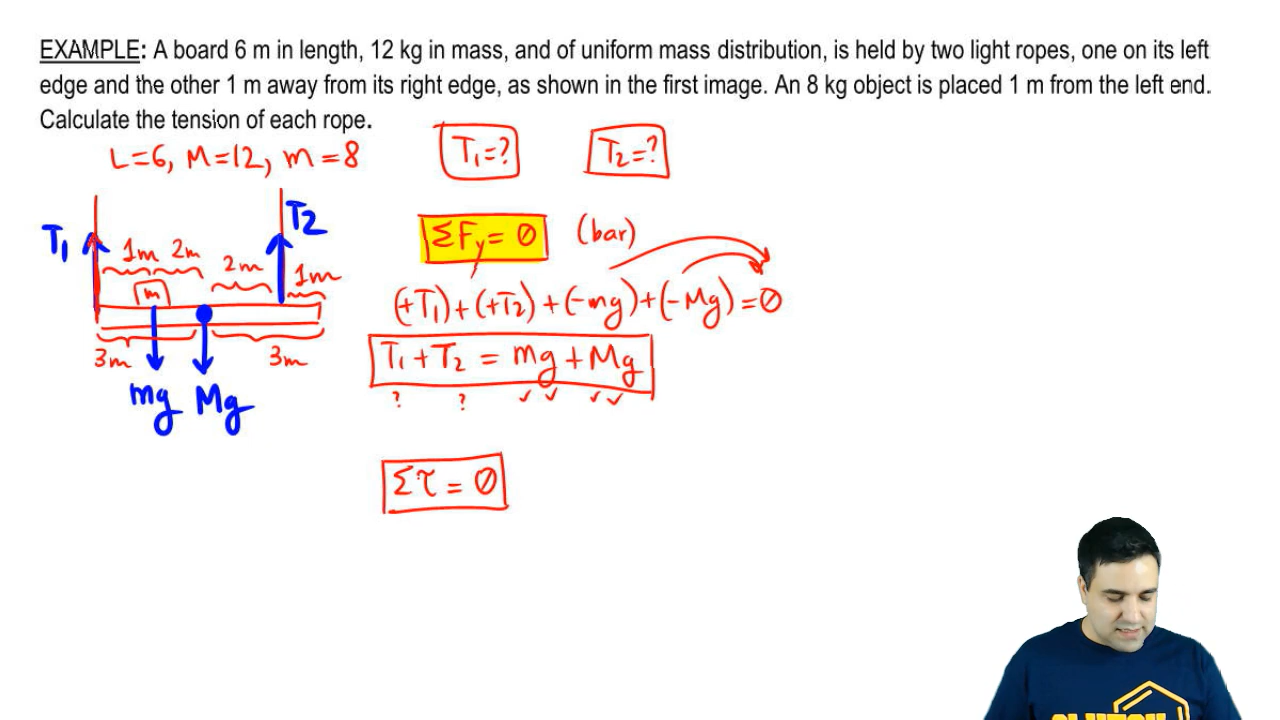 EXAMPLE: A board 6 m in length, 12 kg in mass, and of uniform mass distribution, is held by two light ropes, one on its left
edge and the other 1 m away from its right edge, as shown in the first image. An 8 kg object is placed 1 m from the left end.
Calculate the tension of each rope.
L=6, M=12, m=8
T1=?
T2=?
T1
T2
1m
2m
2m
1m
m
3m
3m
mg
Mg
ΣFy=0 (bar)
(+T1)+(+T2)+(-mg)+(-Mg)=0
T1+T2=mg+Mg
? ? ✓✓ ✓✓
Στ=0